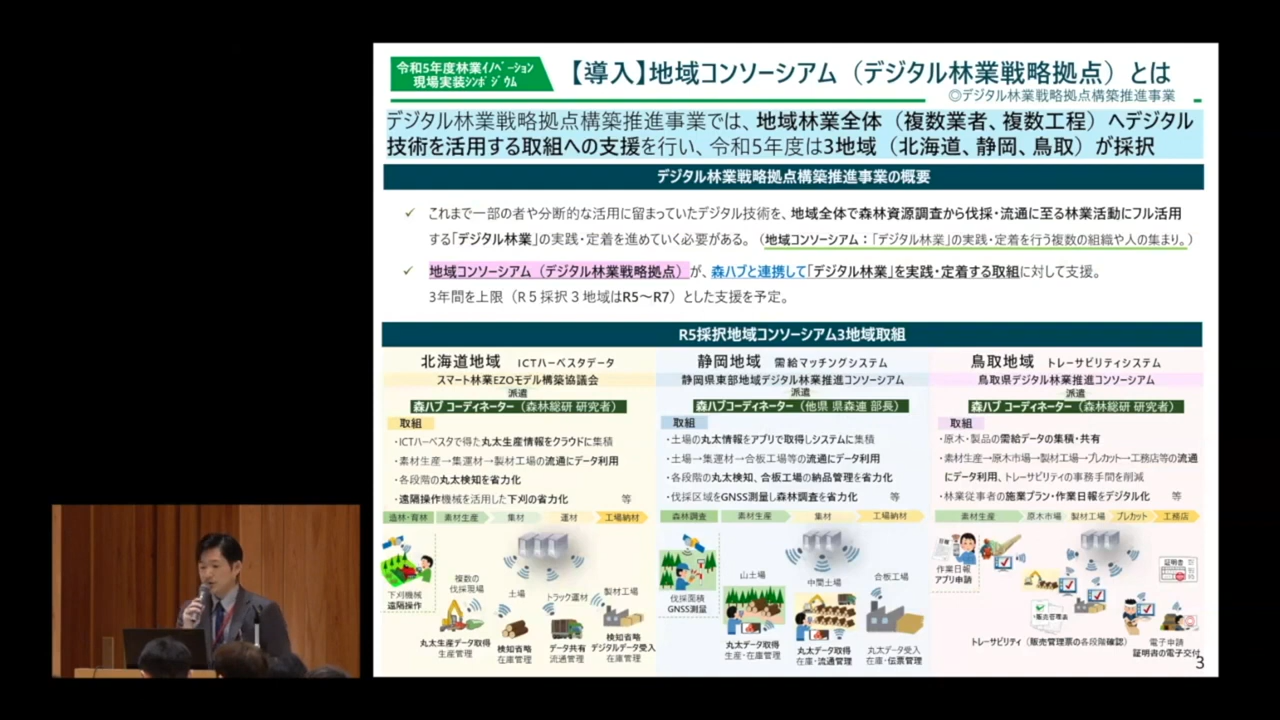 令和5年度林業イノベーション
現場実装シンポジウム
【導入】地域コンソーシアム（デジタル林業戦略拠点）とは
◎デジタル林業戦略拠点構築推進事業
デジタル林業戦略拠点構築推進事業では、地域林業全体（複数業者、複数工程）へデジタル
技術を活用する取組への支援を行い、令和5年度は3地域（北海道、静岡、鳥取）が採択
デジタル林業戦略拠点構築推進事業の概要
✓ これまで一部の者や分断的な活用に留まっていたデジタル技術を、地域全体で森林資源調査から伐採・流通に至る林業活動にフル活用
する「デジタル林業」の実践・定着を進めていく必要がある。（地域コンソーシアム：「デジタル林業」の実践・定着を行う複数の組織や人の集まり。）
✓ 地域コンソーシアム（デジタル林業戦略拠点）が、森ハブと連携して「デジタル林業」を実践・定着する取組に対して支援。
3年間を上限（R５採択３地域はR5～R7）とした支援を予定。
R5採択地域コンソーシアム3地域取組
北海道地域 ICTハーベスタデータ
スマート林業EZOモデル構築協議会
派遣
森ハブ コーディネーター（森林総研 研究者）
取組
・ICTハーベスタで得た丸太生産情報をクラウドに集積
・素材生産→集運材→製材工場の流通にデータ利用
・各段階の丸太検知を省力化
・遠隔操作機械を活用した下刈の省力化 等
造林・育林 素材生産 集材 運材 工場納材
下刈機械
遠隔操作
複数の
伐採現場
土場
トラック運材
製材工場
丸太生産データ取得
生産管理
検知省略
在庫管理
データ共有
流通管理
検知省略
デジタルデータ受入
在庫管理
静岡地域 需給マッチングシステム
静岡県東部地域デジタル林業推進コンソーシアム
派遣
森ハブコーディネーター（他県 県森連 部長）
取組
・土場の丸太情報をアプリで取得しシステムに集積
・土場→集運材→合板工場等の流通にデータ利用
・各段階の丸太検知、合板工場の納品管理を省力化
・伐採区域をGNSS測量し森林調査を省力化 等
森林調査 素材生産 集材 工場納材
伐採面積
GNSS測量
山土場
中間土場
合板工場
丸太データ取得
生産・在庫管理
丸太データ取得
在庫・流通管理
丸太データ受入
在庫・伝票管理
鳥取地域 トレーサビリティシステム
鳥取県デジタル林業推進コンソーシアム
派遣
森ハブ コーディネーター（森林総研 研究者）
取組
・原木・製品の需給データの集積・共有
・素材生産→原木市場→製材工場→プレカット→工務店等の流通
にデータ利用、トレーサビリティの事務手間を削減
・林業従事者の施業プラン・作業日報をデジタル化 等
素材生産 原木市場 製材工場 プレカット 工務店
作業日報
アプリ申請
証明書
販売管理票
トレーサビリティ（販売管理票の各段階確認）
電子申請
証明書の電子交付
3